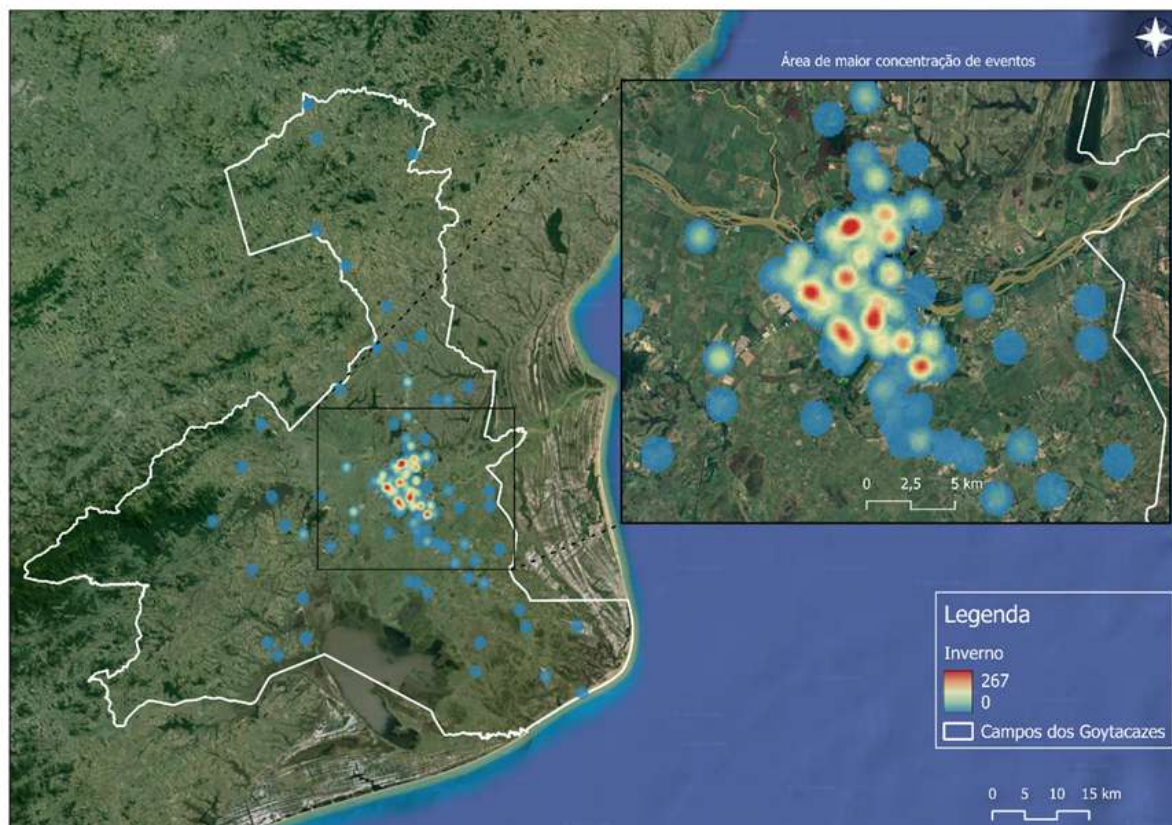 Área de maior concentração de eventos
0 2,5 5 km
Legenda
Inverno
267
0
Campos dos Goytacazes
0 5 10 15 km